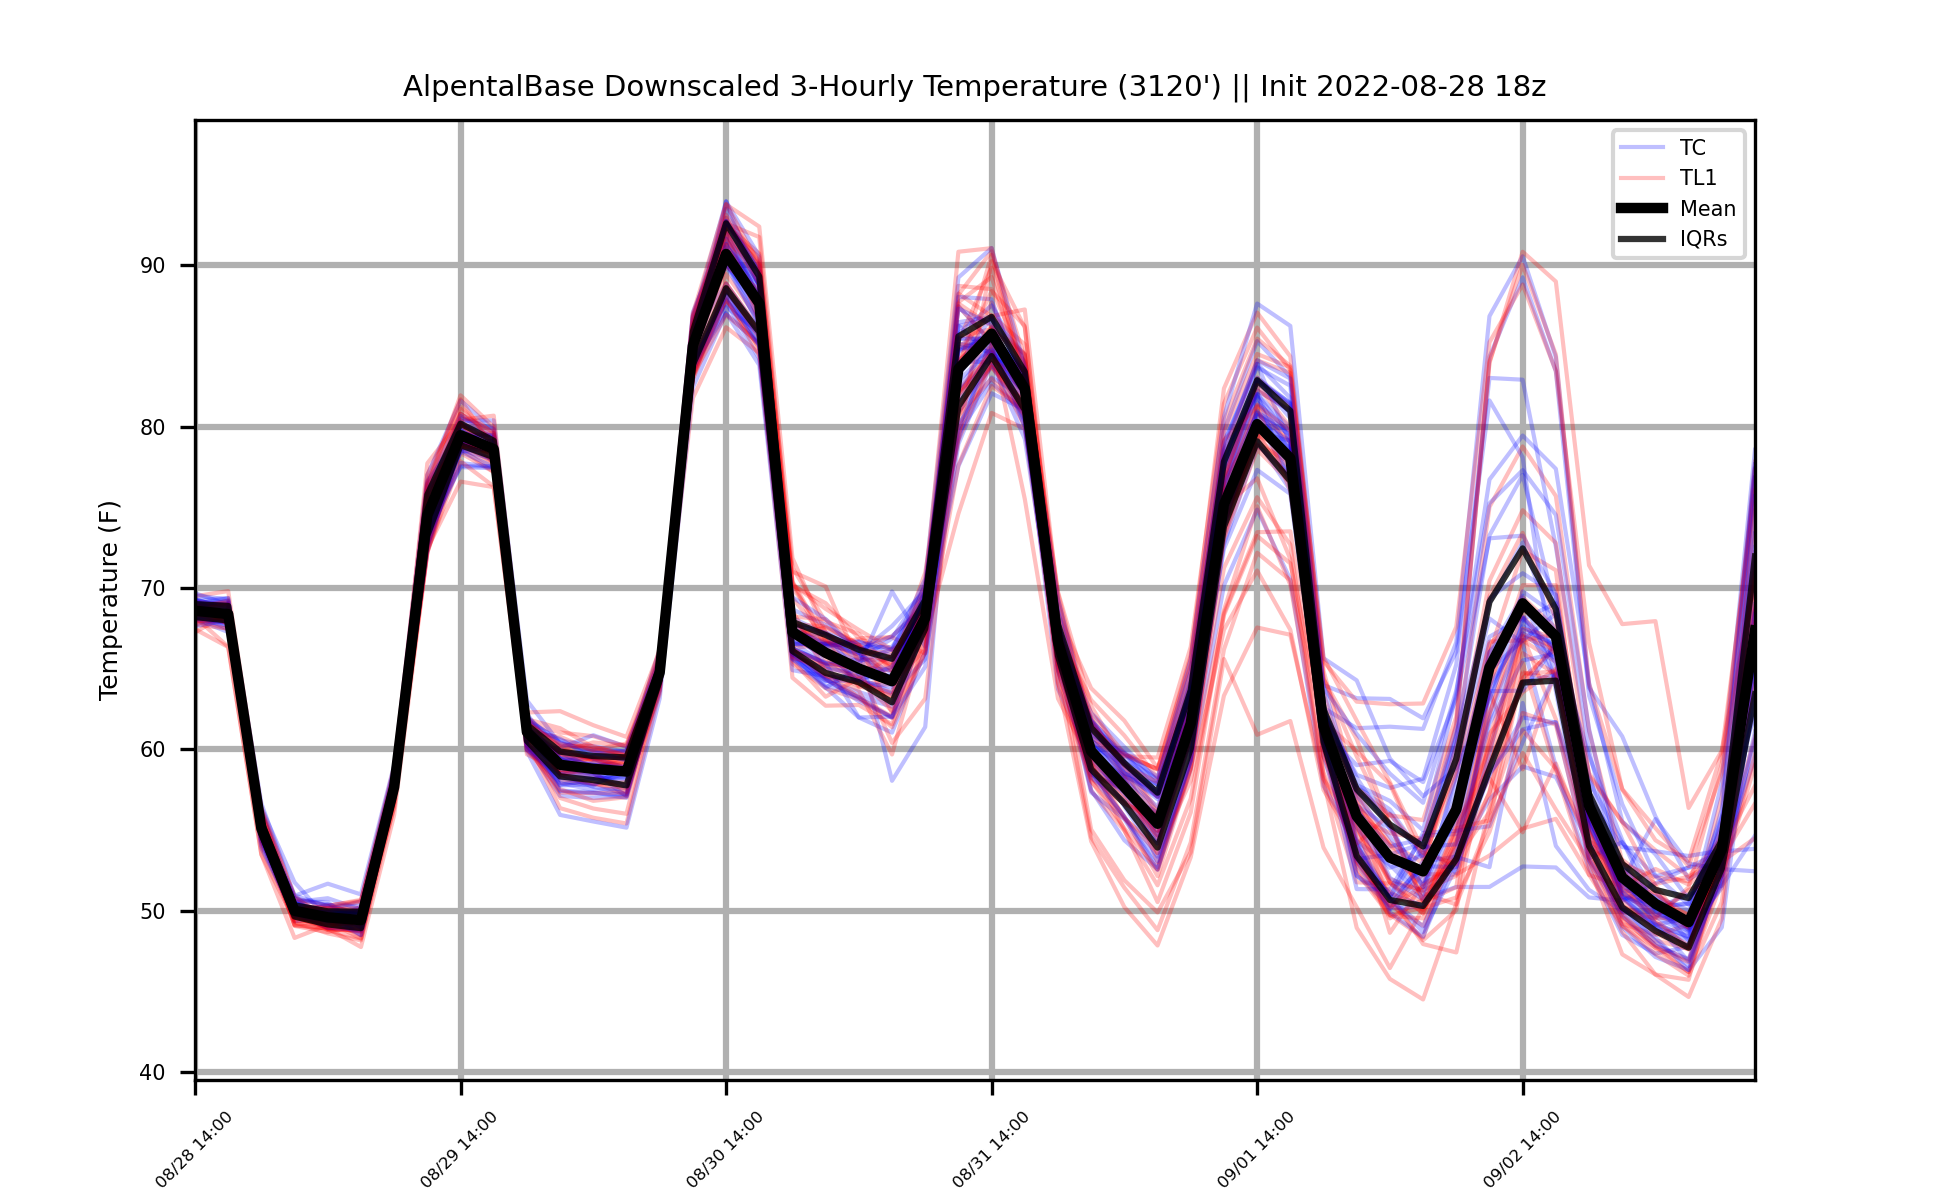 AlpentalBase Downscaled 3-Hourly Temperature (3120') || Init 2022-08-28 18z
TC
TL1
Mean
IQRs
Temperature (F)
90
80
70
60
50
40
08/28 14:00
08/29 14:00
08/30 14:00
08/31 14:00
09/01 14:00
09/02 14:00